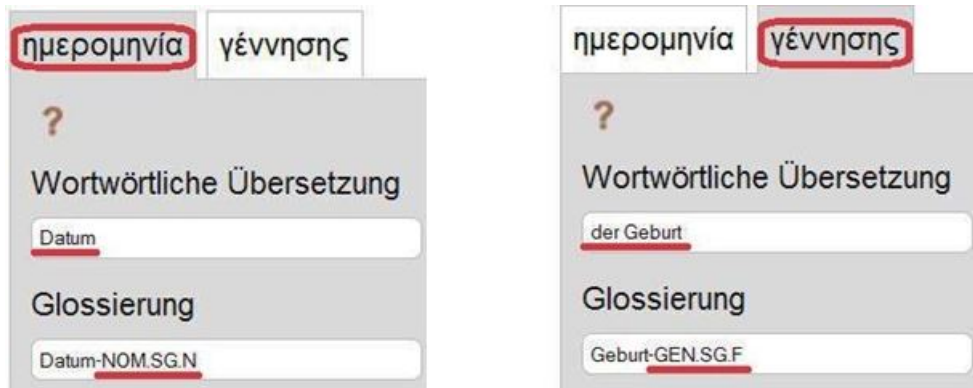 ημερομηνία γέννησης
?
Wortwörtliche Übersetzung
Datum
Glossierung
Datum-NOM.SG.N
ημερομηνία γέννησης
?
Wortwörtliche Übersetzung
der Geburt
Glossierung
Geburt-GEN.SG.F